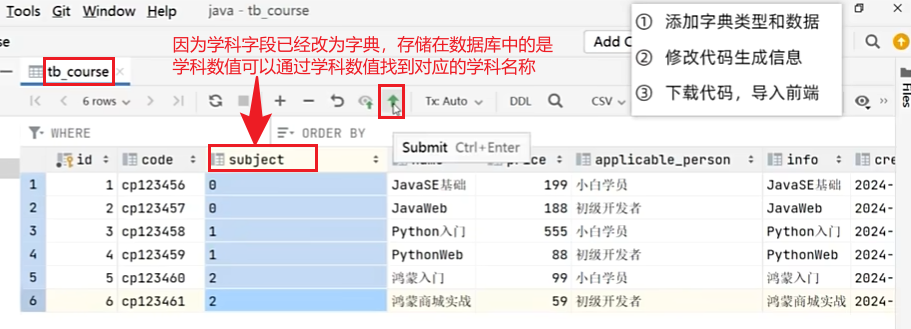 Tools Git Window Help java - tb_course
① 添加字典类型和数据
② 修改代码生成信息
③ 下载代码，导入前端
因为学科字段已经改为字典，存储在数据库中的是
学科数值可以通过学科数值找到对应的学科名称
se
Add C
tb_course
6 rows Tx: Auto DDL CSV
Files
WHERE ORDER BY
Submit Ctrl+Enter
id code subject name price applicable_person info cre
1 1 cp123456 0 JavaSE基础 199 小白学员 JavaSE基础 2024-
2 2 cp123457 0 JavaWeb 188 初级开发者 JavaWeb 2024-
3 3 cp123458 1 Python入门 555 小白学员 Python入门 2024-
4 4 cp123459 1 PythonWeb 88 初级开发者 PythonWeb 2024-
5 5 cp123460 2 鸿蒙入门 99 小白学员 鸿蒙入门 2024-
6 6 cp123461 2 鸿蒙商城实战 59 初级开发者 鸿蒙商城实战 2024-